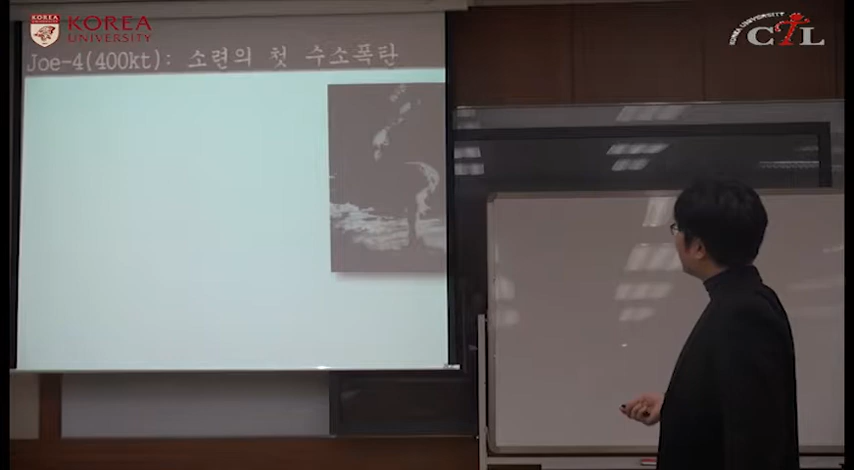 KOREA
UNIVERSITY
KOREA UNIVERSITY
CTL
Joe-4(400kt): 소련의 첫 수소폭탄